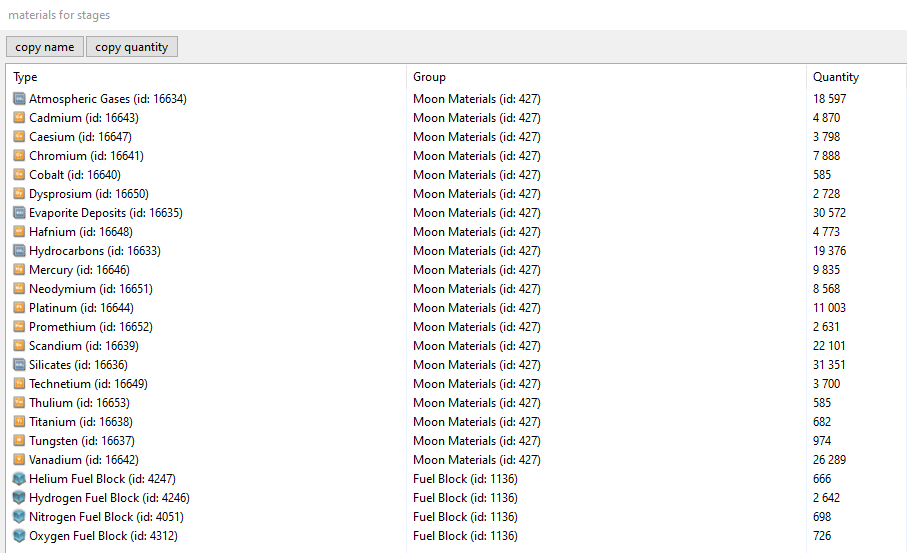 materials for stages
copy name copy quantity
Type Group Quantity
Atmospheric Gases (id: 16634) Moon Materials (id: 427) 18 597
Cadmium (id: 16643) Moon Materials (id: 427) 4 870
Caesium (id: 16647) Moon Materials (id: 427) 3 798
Chromium (id: 16641) Moon Materials (id: 427) 7 888
Cobalt (id: 16640) Moon Materials (id: 427) 585
Dysprosium (id: 16650) Moon Materials (id: 427) 2 728
Evaporite Deposits (id: 16635) Moon Materials (id: 427) 30 572
Hafnium (id: 16648) Moon Materials (id: 427) 4 773
Hydrocarbons (id: 16633) Moon Materials (id: 427) 19 376
Mercury (id: 16646) Moon Materials (id: 427) 9 835
Neodymium (id: 16651) Moon Materials (id: 427) 8 568
Platinum (id: 16644) Moon Materials (id: 427) 11 003
Promethium (id: 16652) Moon Materials (id: 427) 2 631
Scandium (id: 16639) Moon Materials (id: 427) 22 101
Silicates (id: 16636) Moon Materials (id: 427) 31 351
Technetium (id: 16649) Moon Materials (id: 427) 3 700
Thulium (id: 16653) Moon Materials (id: 427) 585
Titanium (id: 16638) Moon Materials (id: 427) 682
Tungsten (id: 16637) Moon Materials (id: 427) 974
Vanadium (id: 16642) Moon Materials (id: 427) 26 289
Helium Fuel Block (id: 4247) Fuel Block (id: 1136) 666
Hydrogen Fuel Block (id: 4246) Fuel Block (id: 1136) 2 642
Nitrogen Fuel Block (id: 4051) Fuel Block (id: 1136) 698
Oxygen Fuel Block (id: 4312) Fuel Block (id: 1136) 726